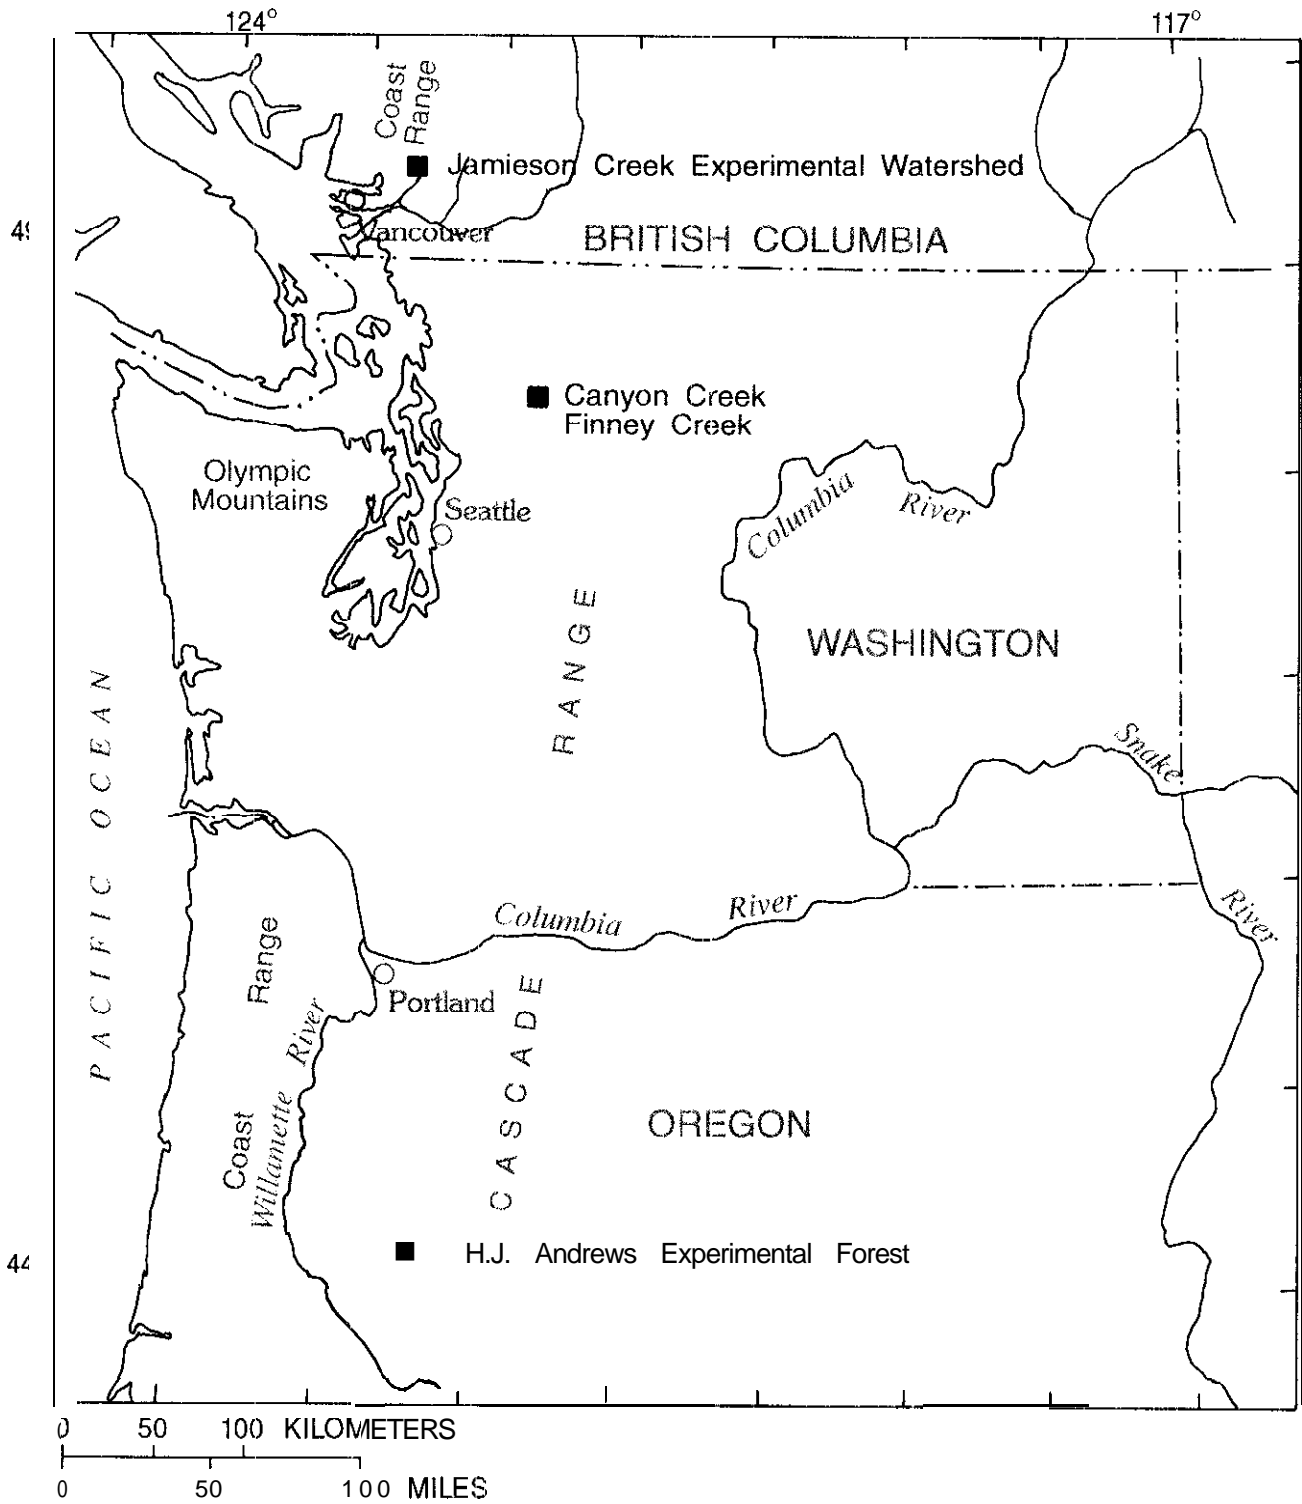 124°
117°
Coast
Range
Jamieson Creek Experimental Watershed
Vancouver
BRITISH COLUMBIA
Canyon Creek
Finney Creek
Olympic
Mountains
Seattle
Columbia River
RANGE
WASHINGTON
Snake
River
PACIFIC OCEAN
Columbia River
Portland
Coast Range
Willamette River
CASCADE
OREGON
44
H.J. Andrews Experimental Forest
0 50 100 KILOMETERS
0 50 100 MILES